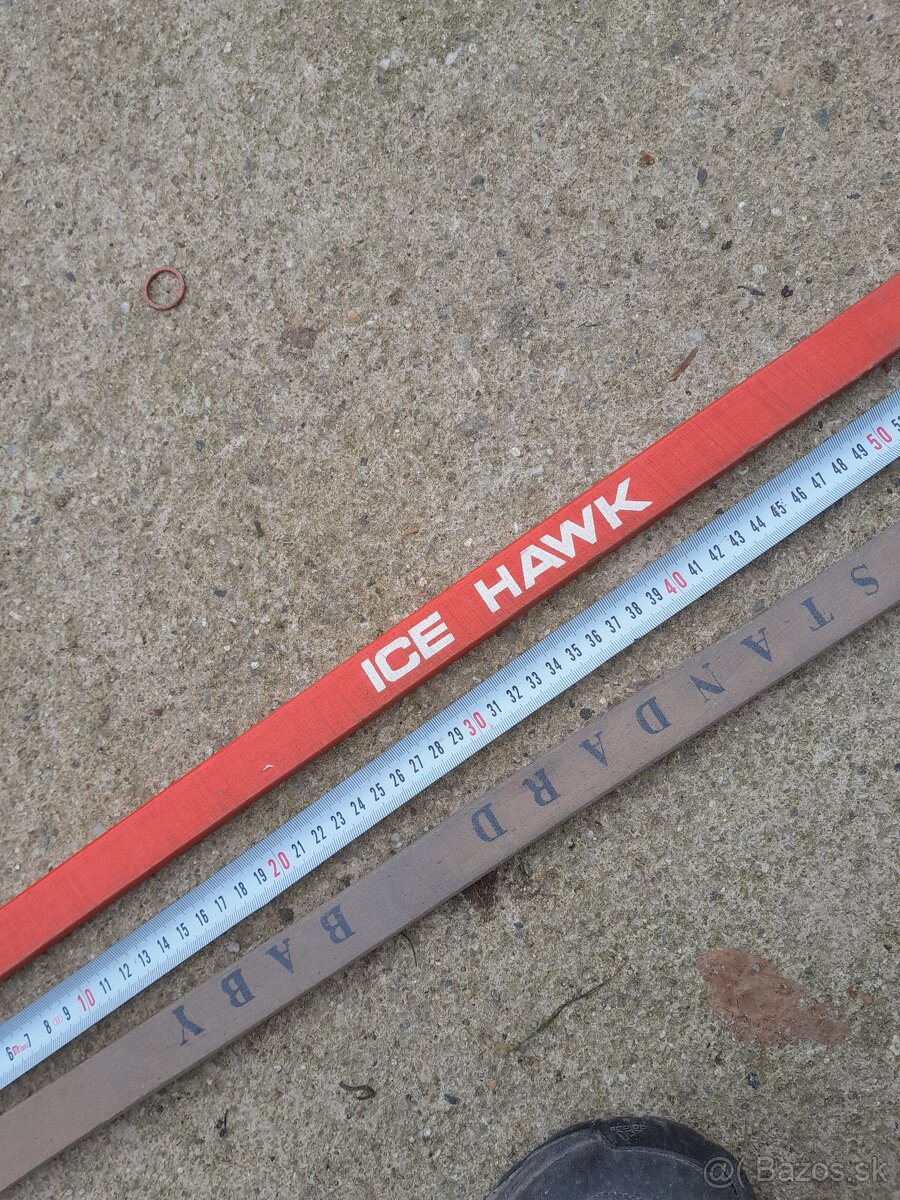 ICE HAWK
6 7 8 9 10 11 12 13 14 15 16 17 18 19 20 21 22 23 24 25 26 27 28 29 30 31 32 33 34 35 36 37 38 39 40 41 42 43 44 45 46 47 48 49 50
STANDARD BABY
@ Bazos.sk